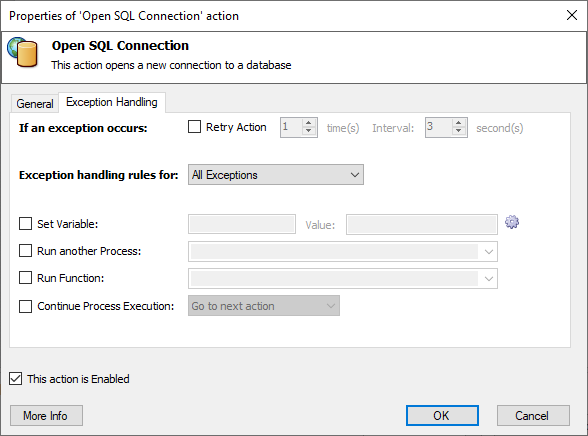 Properties of 'Open SQL Connection' action
Open SQL Connection
This action opens a new connection to a database
General Exception Handling
If an exception occurs: Retry Action 1 time(s) Interval: 3 second(s)
Exception handling rules for: All Exceptions
Set Variable: Value:
Run another Process:
Run Function:
Continue Process Execution: Go to next action
This action is Enabled
More Info OK Cancel